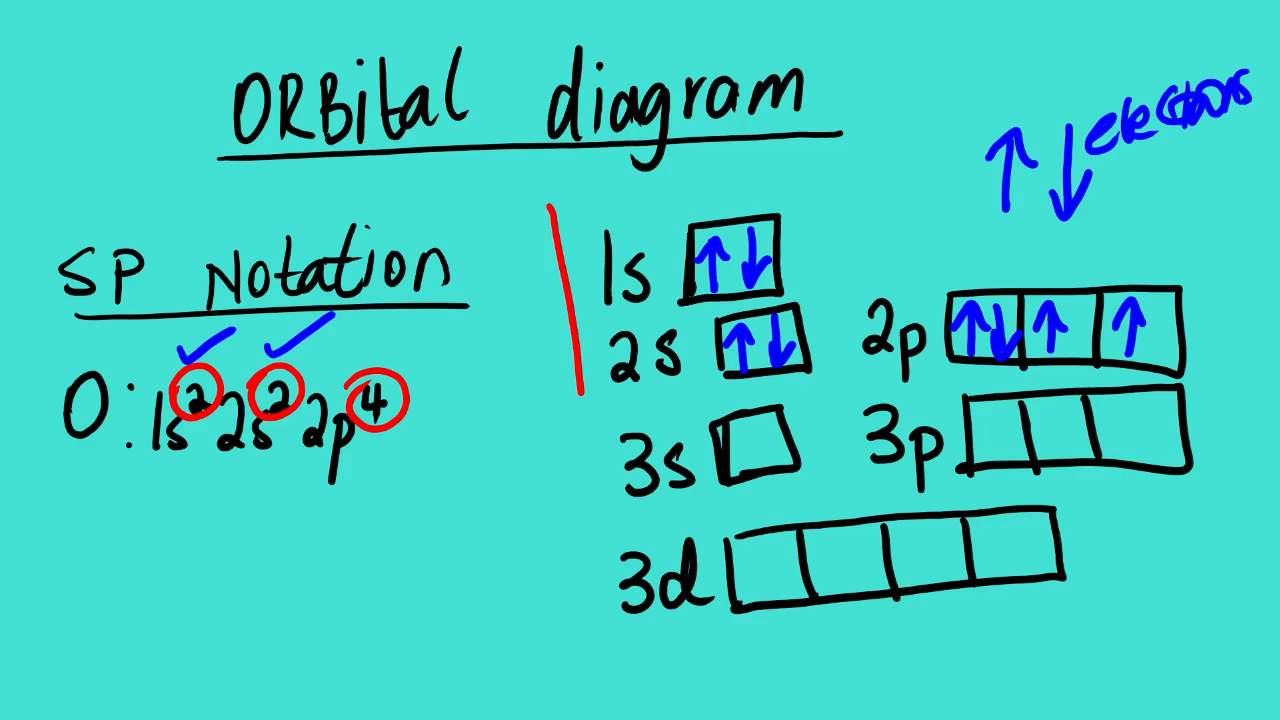 ORBital diagram
↑ ↓ electrons
SP Notation
O: 1s² 2s² 2p⁴
1s ↑↓
2s ↑↓
2p ↑↓ ↑ ↑
3s
3p
3d